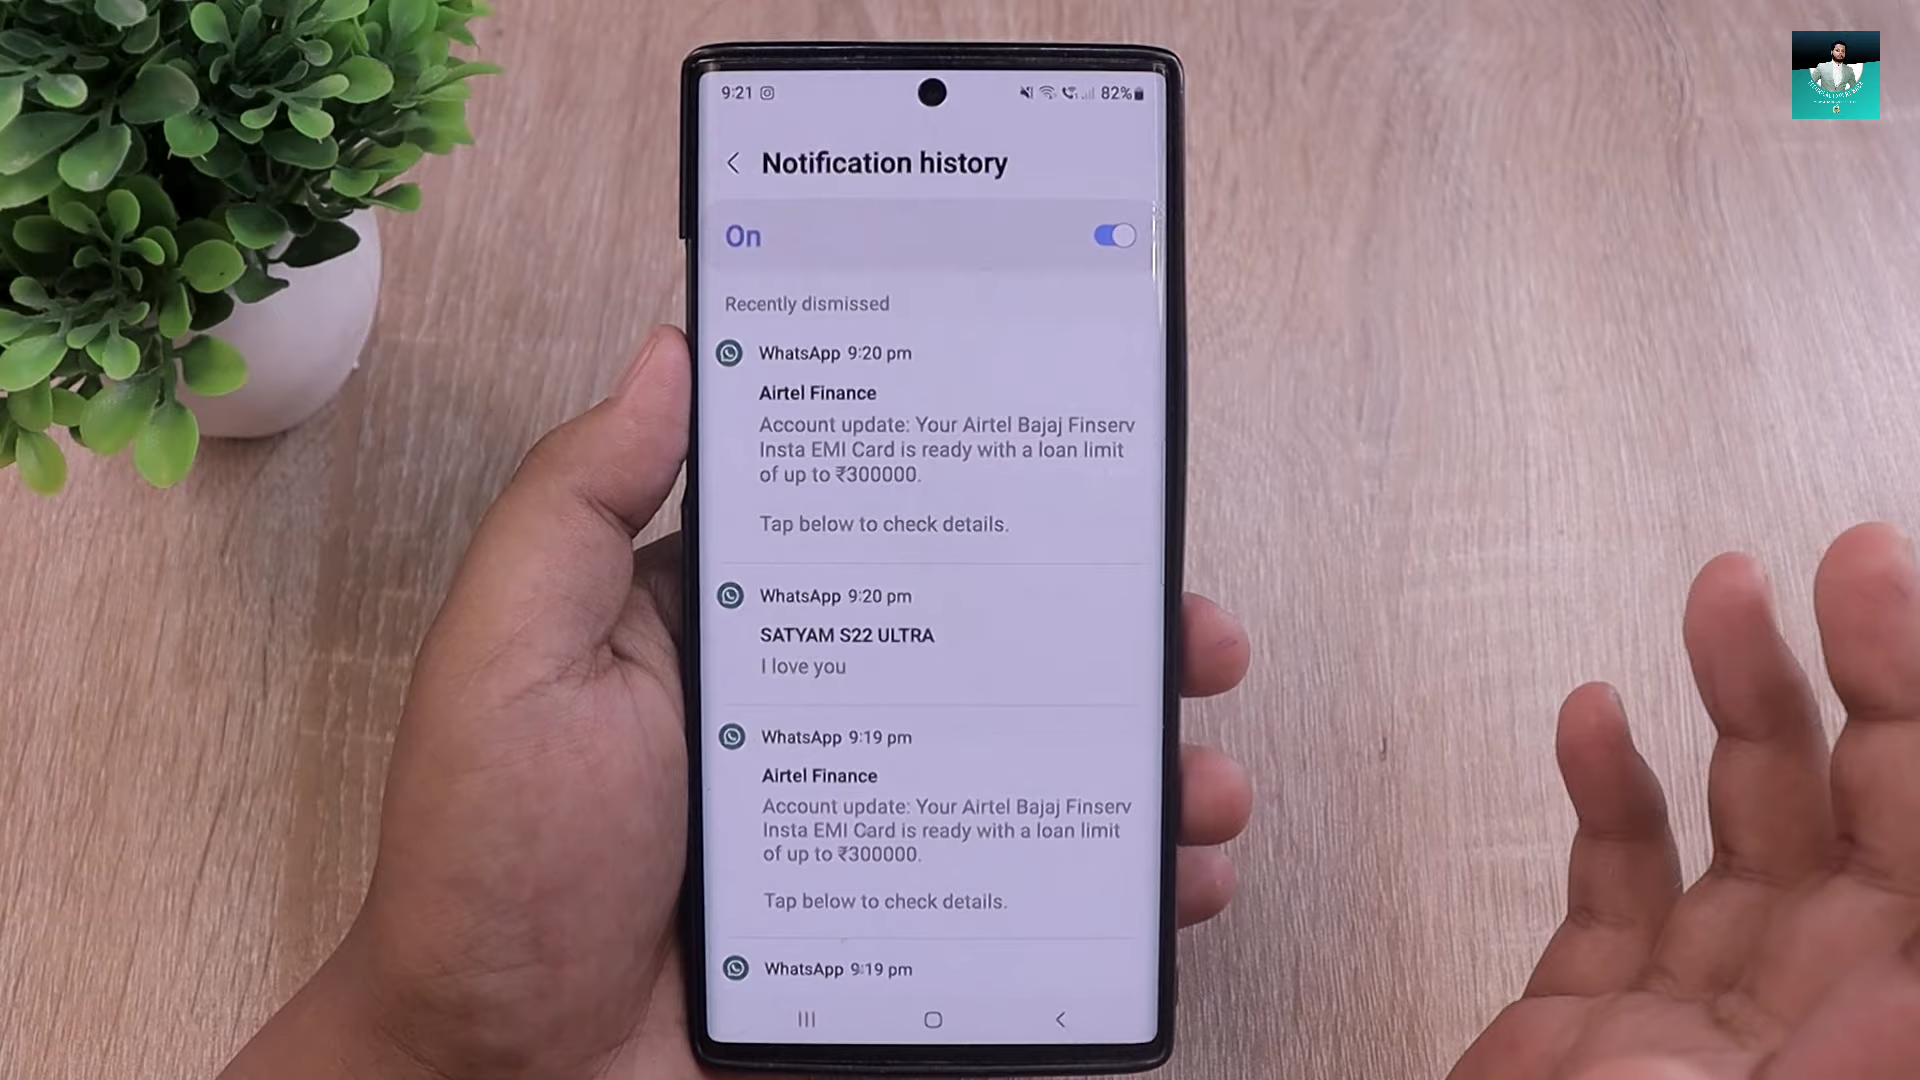 9:21
82%
Notification history
On
Recently dismissed
WhatsApp 9:20 pm
Airtel Finance
Account update: Your Airtel Bajaj Finserv
Insta EMI Card is ready with a loan limit
of up to ₹300000.
Tap below to check details.
WhatsApp 9:20 pm
SATYAM S22 ULTRA
I love you
WhatsApp 9:19 pm
Airtel Finance
Account update: Your Airtel Bajaj Finserv
Insta EMI Card is ready with a loan limit
of up to ₹300000.
Tap below to check details.
WhatsApp 9:19 pm